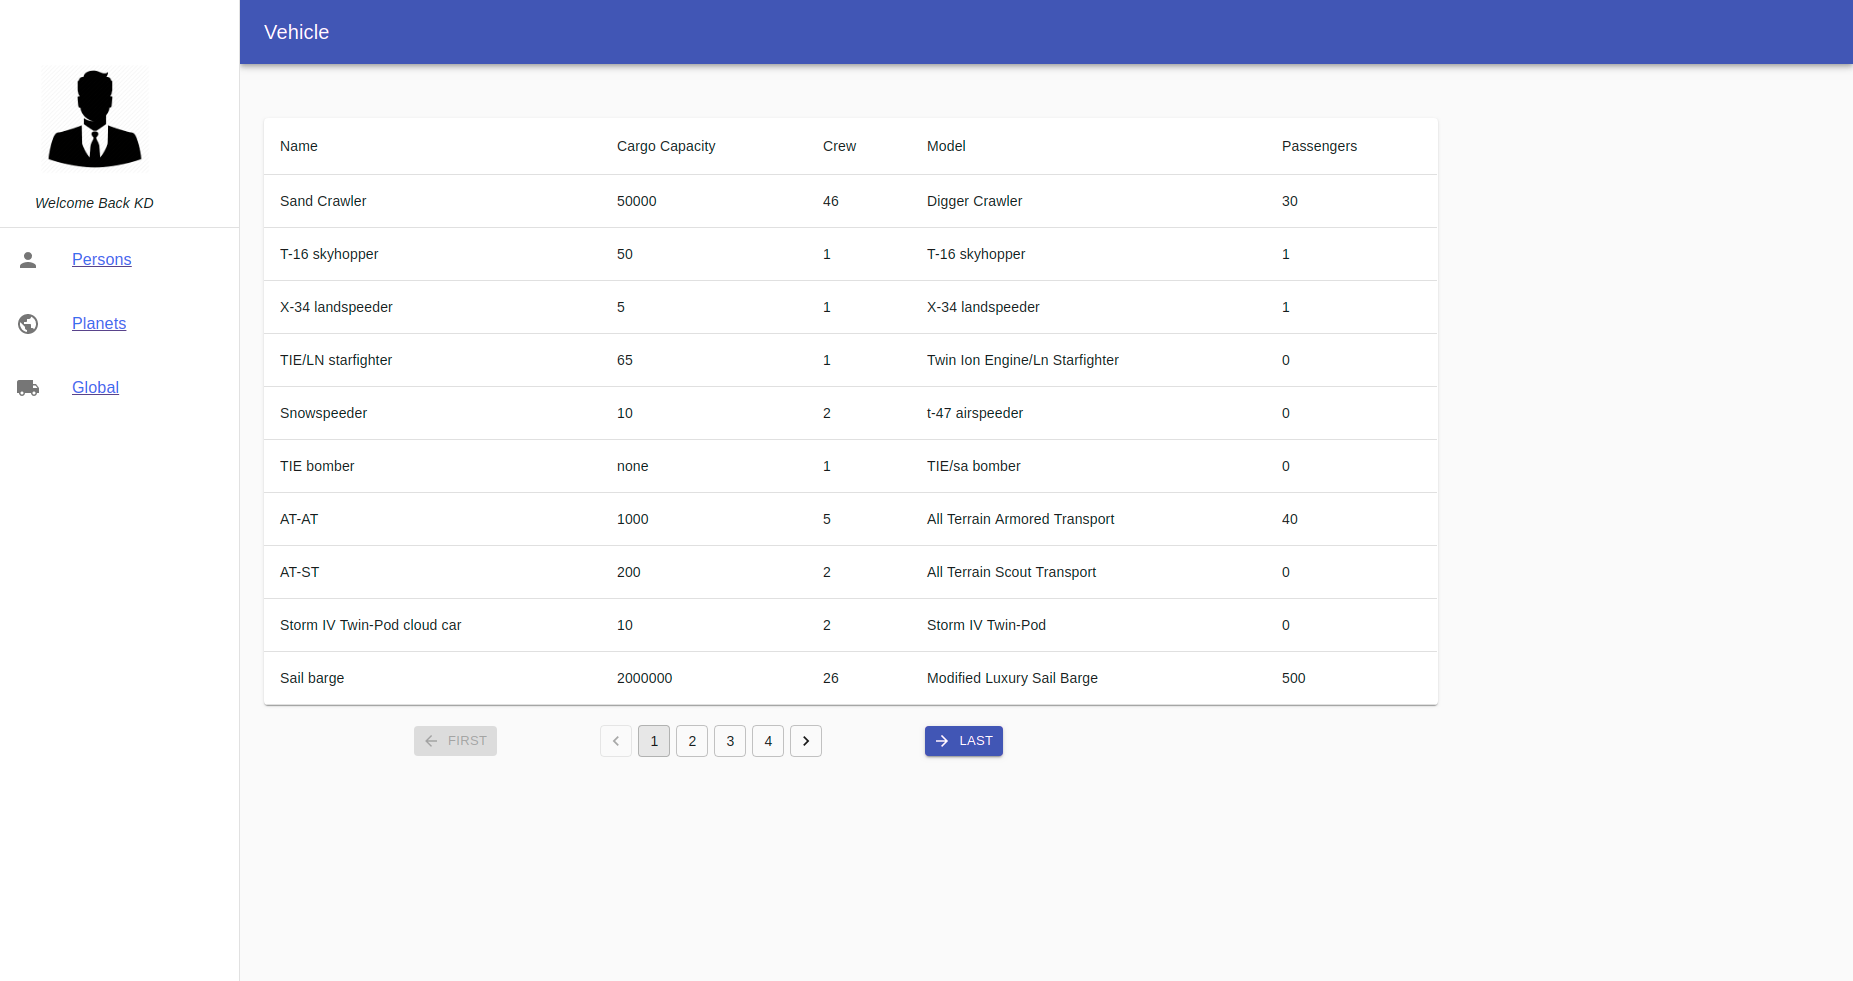 Vehicle
Welcome Back KD
Persons
Planets
Global
Name Cargo Capacity Crew Model Passengers
Sand Crawler 50000 46 Digger Crawler 30
T-16 skyhopper 50 1 T-16 skyhopper 1
X-34 landspeeder 5 1 X-34 landspeeder 1
TIE/LN starfighter 65 1 Twin Ion Engine/Ln Starfighter 0
Snowspeeder 10 2 t-47 airspeeder 0
TIE bomber none 1 TIE/sa bomber 0
AT-AT 1000 5 All Terrain Armored Transport 40
AT-ST 200 2 All Terrain Scout Transport 0
Storm IV Twin-Pod cloud car 10 2 Storm IV Twin-Pod 0
Sail barge 2000000 26 Modified Luxury Sail Barge 500
FIRST 1 2 3 4 LAST